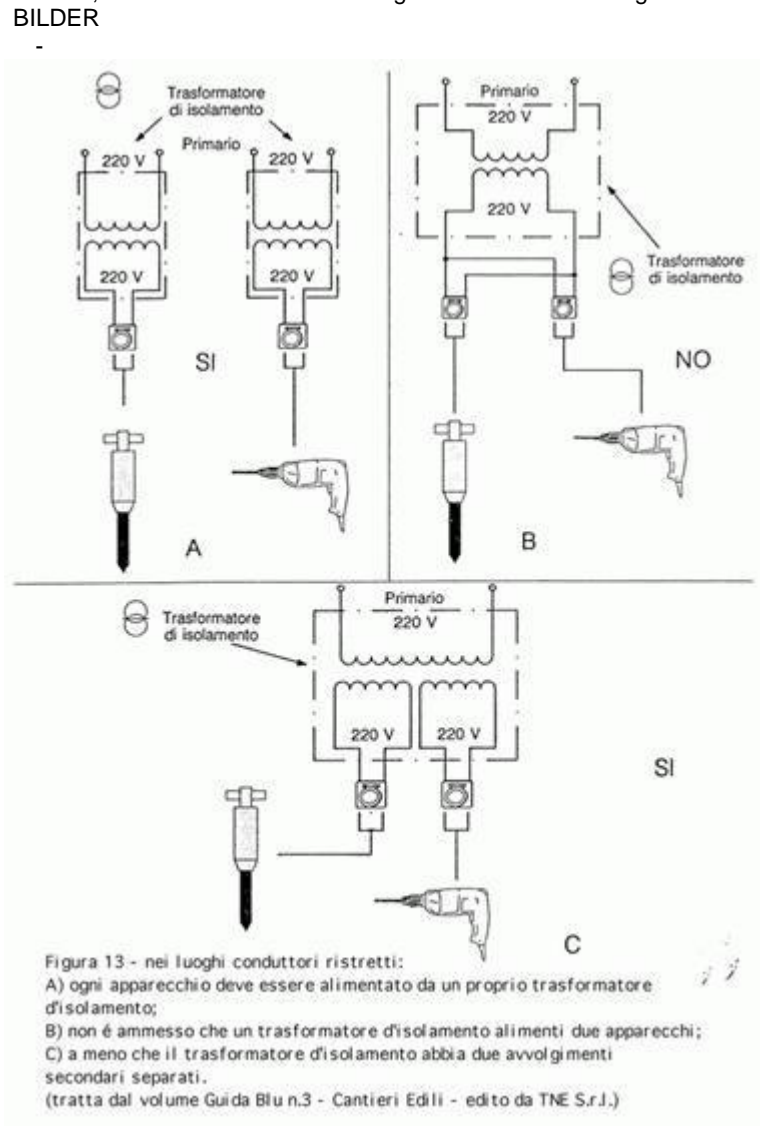 BILDER
-
Trasformatore
di isolamento
Primario
220 V
220 V
220 V
220 V
SI
A
Primario
220 V
220 V
Trasformatore
di isolamento
NO
B
Trasformatore
di isolamento
Primario
220 V
220 V
220 V
SI
C
Figura 13 - nei luoghi conduttori ristretti:
A) ogni apparecchio deve essere alimentato da un proprio trasformatore
d'isolamento;
B) non é ammesso che un trasformatore d'isolamento alimenti due apparecchi;
C) a meno che il trasformatore d'isolamento abbia due avvolgimenti
secondari separati.
(tratta dal volume Guida Blu n.3 - Cantieri Edili - edito da TNE S.r.l.)